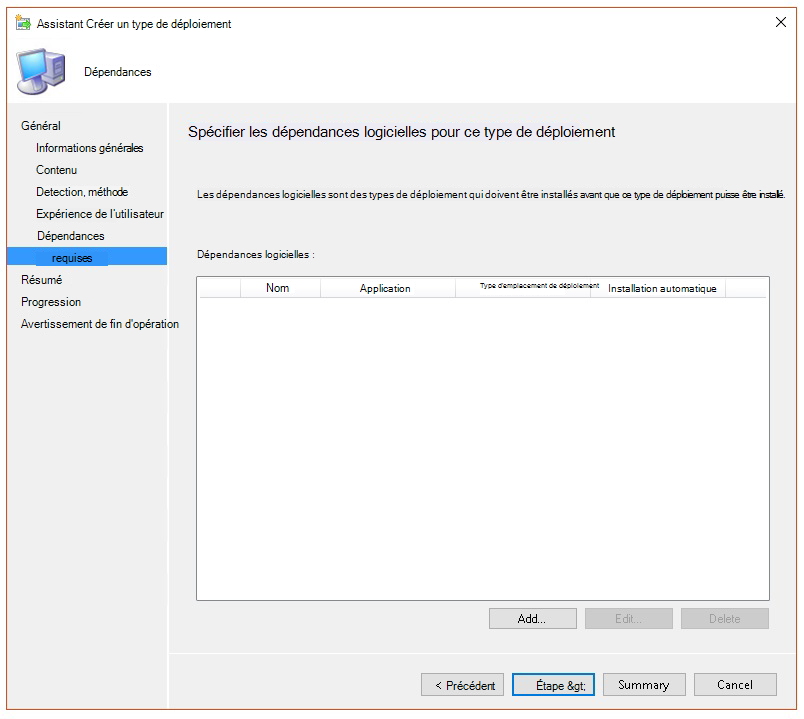 Assistant Créer un type de déploiement
Dépendances
Général
Informations générales
Contenu
Detection, méthode
Expérience de l'utilisateur
Dépendances
requises
Résumé
Progression
Avertissement de fin d'opération
Spécifier les dépendances logicielles pour ce type de déploiement
Les dépendances logicielles sont des types de déploiement qui doivent être installés avant que ce type de déploiement puisse être installé.
Dépendances logicielles :
Nom Application Type d'emplacement de déploiement Installation automatique
Add... Edit... Delete
< Précédent Étape &gt; Summary Cancel